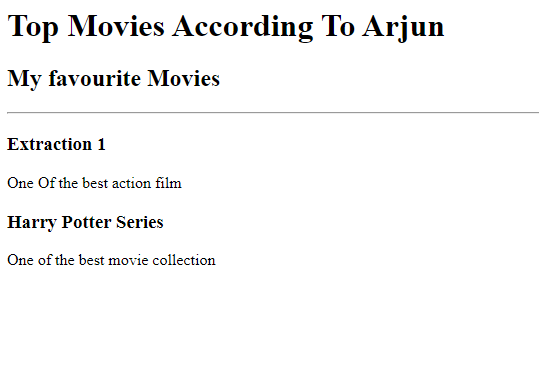 Top Movies According To Arjun
My favourite Movies
Extraction 1
One Of the best action film
Harry Potter Series
One of the best movie collection